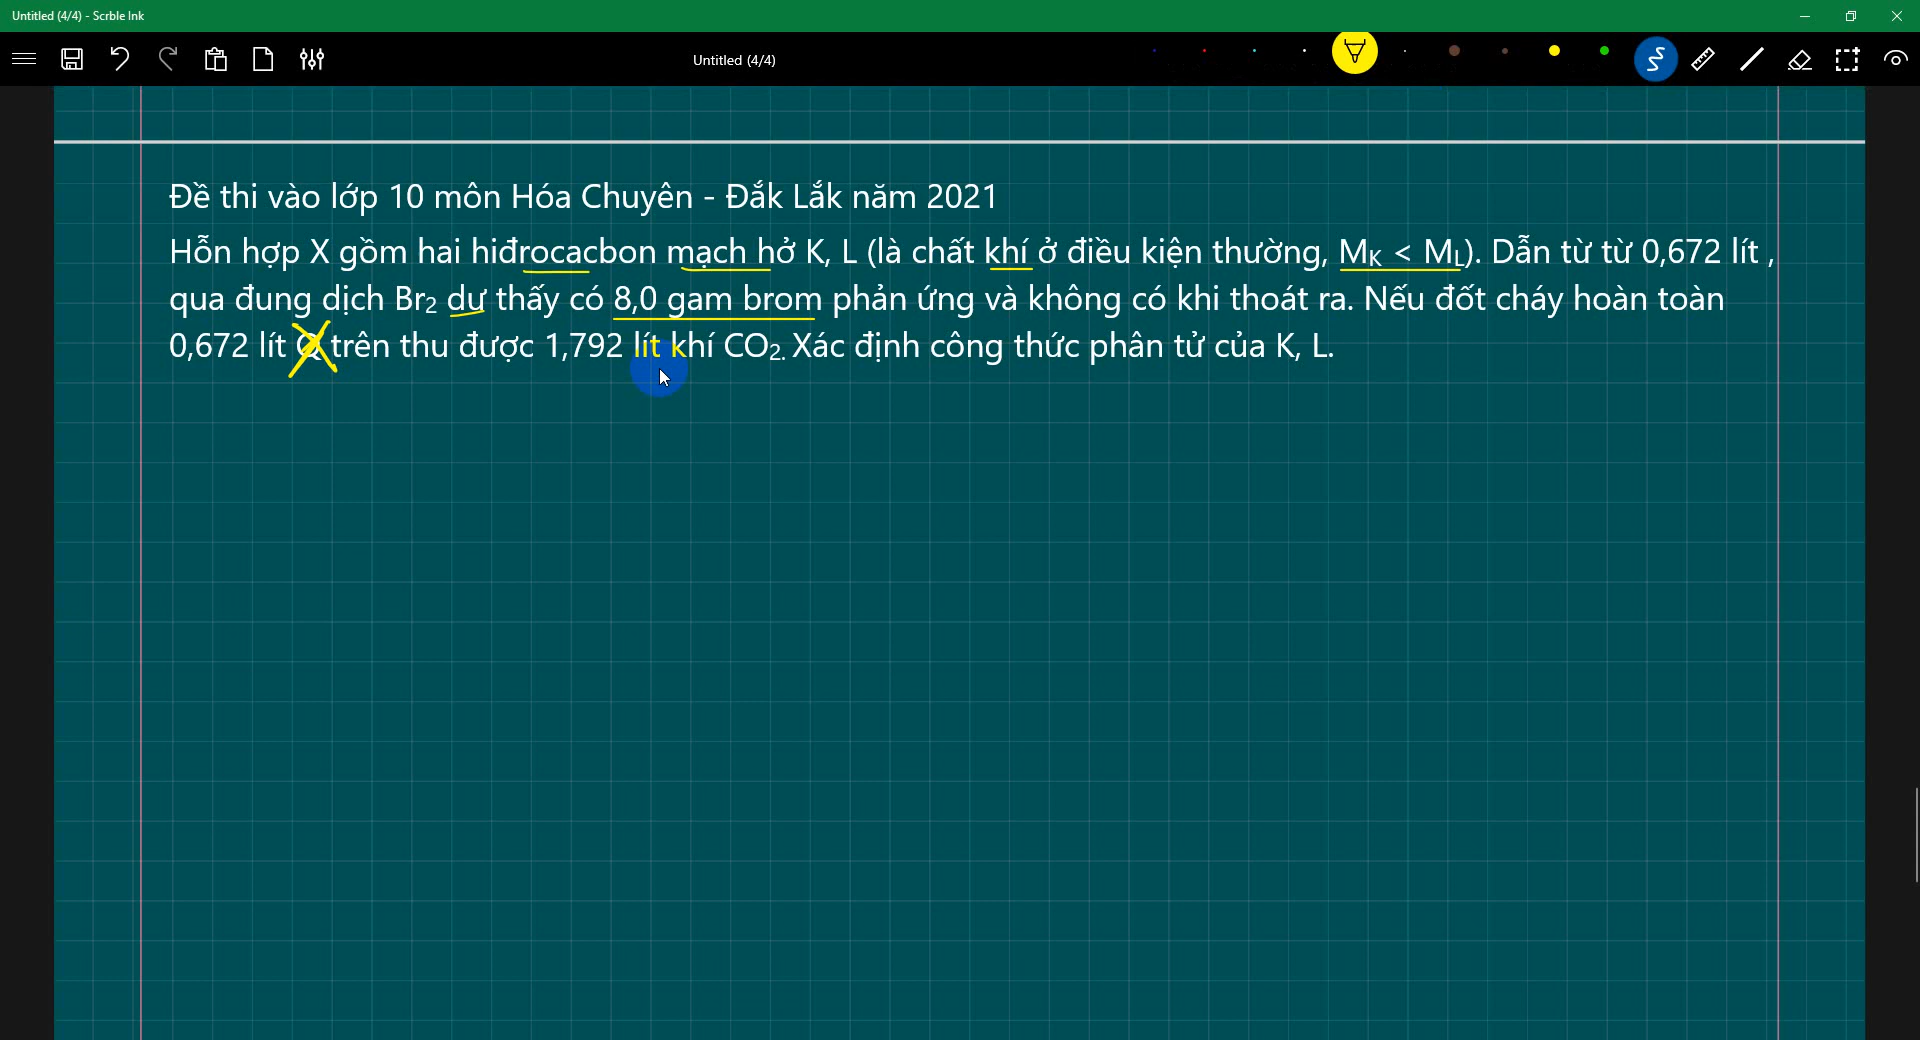 Untitled (4/4) - Scrble Ink
Untitled (4/4)
Đề thi vào lớp 10 môn Hóa Chuyên - Đắk Lắk năm 2021
Hỗn hợp X gồm hai hiđrocacbon mạch hở K, L (là chất khí ở điều kiện thường, MK < ML). Dẫn từ từ 0,672 lít ,
qua đung dịch Br2 dư thấy có 8,0 gam brom phản ứng và không có khi thoát ra. Nếu đốt cháy hoàn toàn
0,672 lít Q trên thu được 1,792 lít khí CO2. Xác định công thức phân tử của K, L.